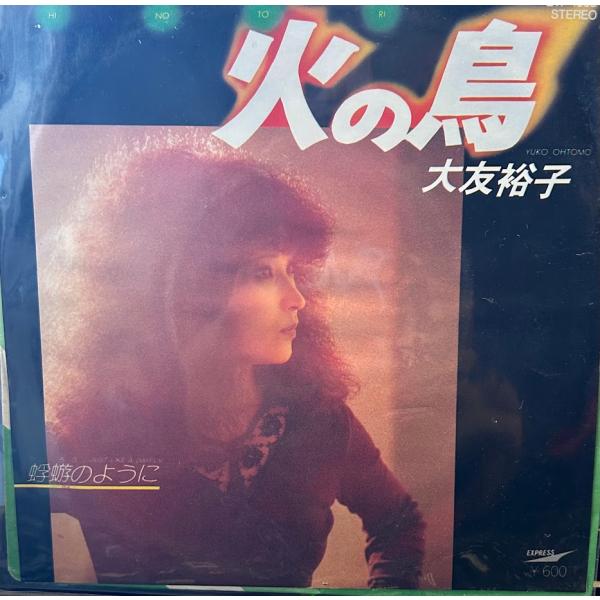 HI NO TO RI
STEREO
火の鳥
YUKO OHTOMO
大友裕子
蜉蝣のように
EXPRESS
¥600